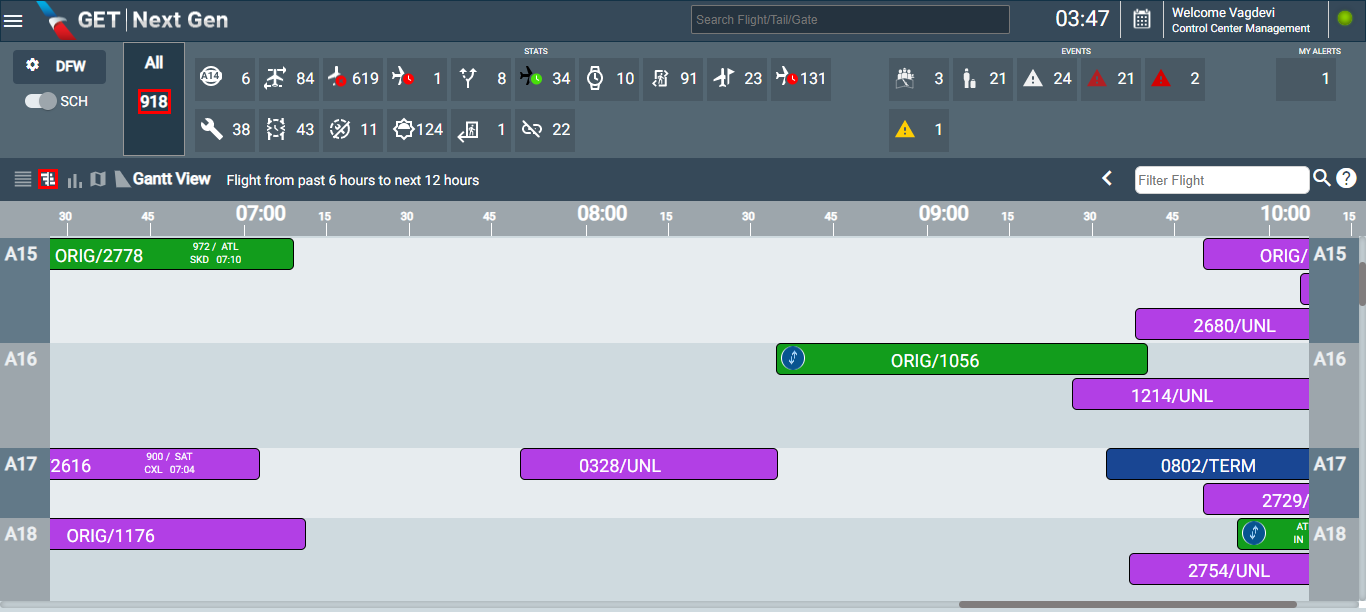 GET Next Gen
Search Flight/Tail/Gate
03:47
Welcome Vagdevi
Control Center Management
DFW
SCH
All
918
STATS
A14 6
84
619
1
8
34
10
91
23
131
38
43
11
124
1
22
EVENTS
3
21
24
21
2
1
MY ALERTS
1
Gantt View
Flight from past 6 hours to next 12 hours
Filter Flight
?
30 45 07:00 15 30 45 08:00 15 30 45 09:00 15 30 45 10:00 15
A15
ORIG/2778
972 / ATL
SKD 07:10
ORIG/
A15
2680/UNL
A16
ORIG/1056
A16
1214/UNL
A17
2616
900 / SAT
CXL 07:04
0328/UNL
0802/TERM
A17
2729/
A18
ORIG/1176
AT
IN
A18
2754/UNL